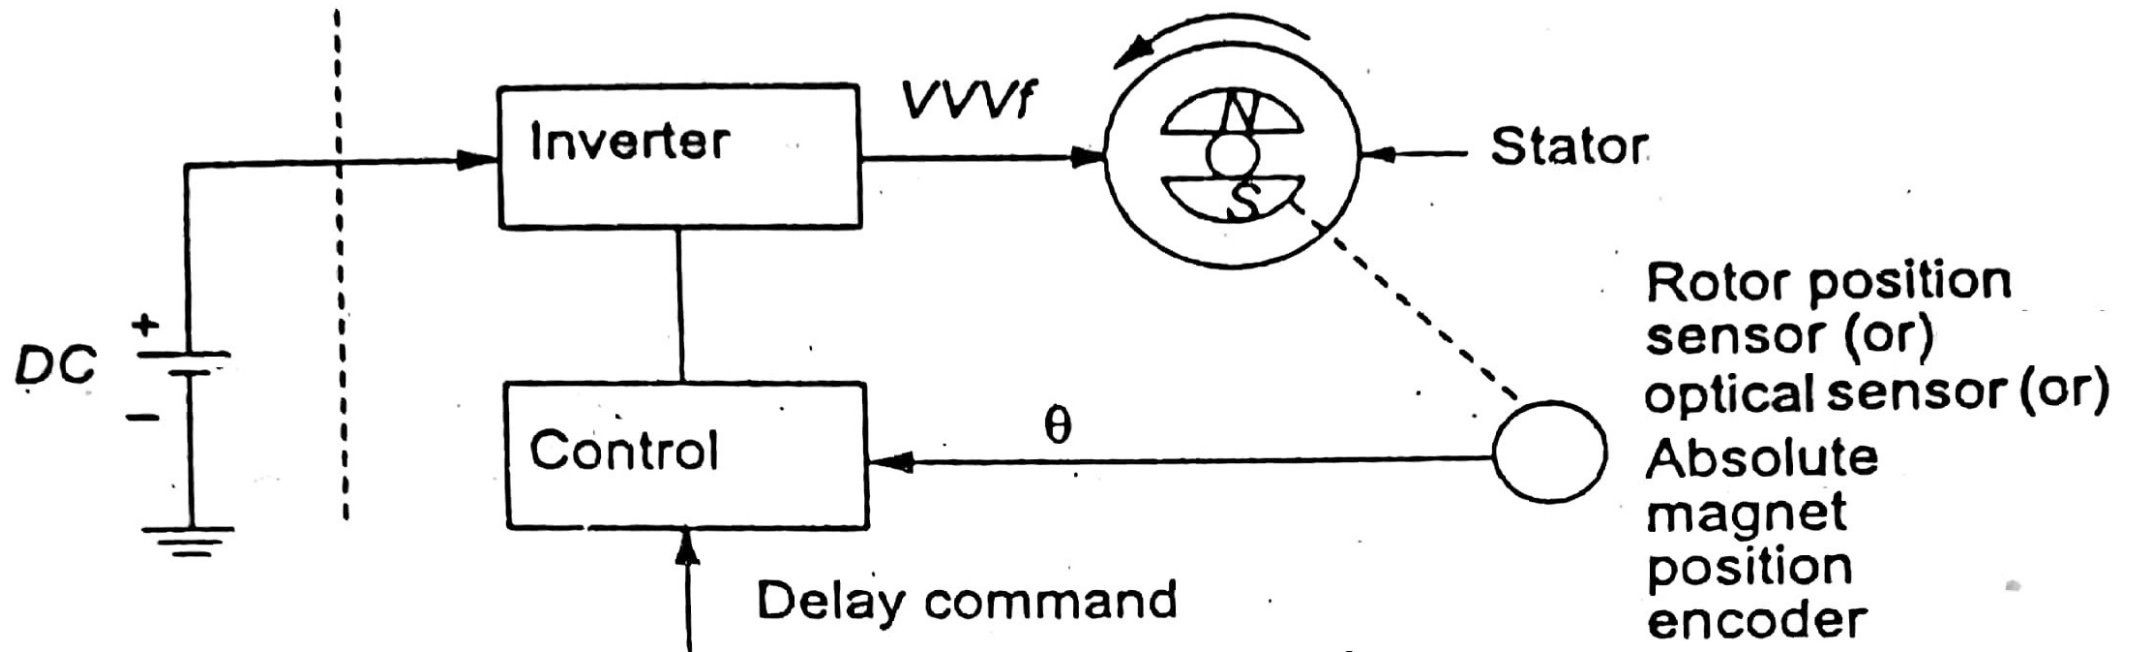 Inverter
VVVf
N
S
Stator
Rotor position
sensor (or)
optical sensor (or)
Absolute
magnet
position
encoder
+
DC
−
Control
θ
Delay command